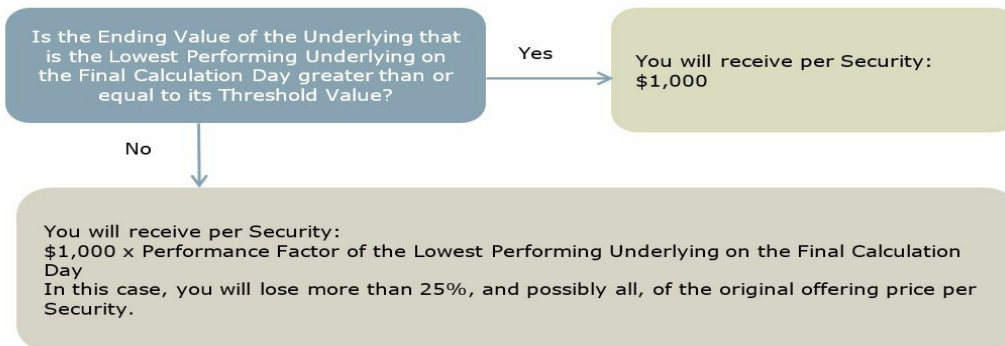 Is the Ending Value of the Underlying that
is the Lowest Performing Underlying on
the Final Calculation Day greater than or
equal to its Threshold Value?
Yes
You will receive per Security:
$1,000
No
You will receive per Security:
$1,000 x Performance Factor of the Lowest Performing Underlying on the Final Calculation
Day
In this case, you will lose more than 25%, and possibly all, of the original offering price per
Security.